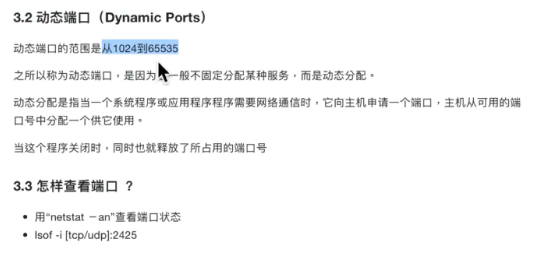 3.2 动态端口（Dynamic Ports）
动态端口的范围是从1024到65535
之所以称为动态端口，是因为 一般不固定分配某种服务，而是动态分配。
动态分配是指当一个系统程序或应用程序程序需要网络通信时，它向主机申请一个端口，主机从可用的端
口号中分配一个供它使用。
当这个程序关闭时，同时也就释放了所占用的端口号
3.3 怎样查看端口 ？
• 用“netstat －an”查看端口状态
• lsof -i [tcp/udp]:2425